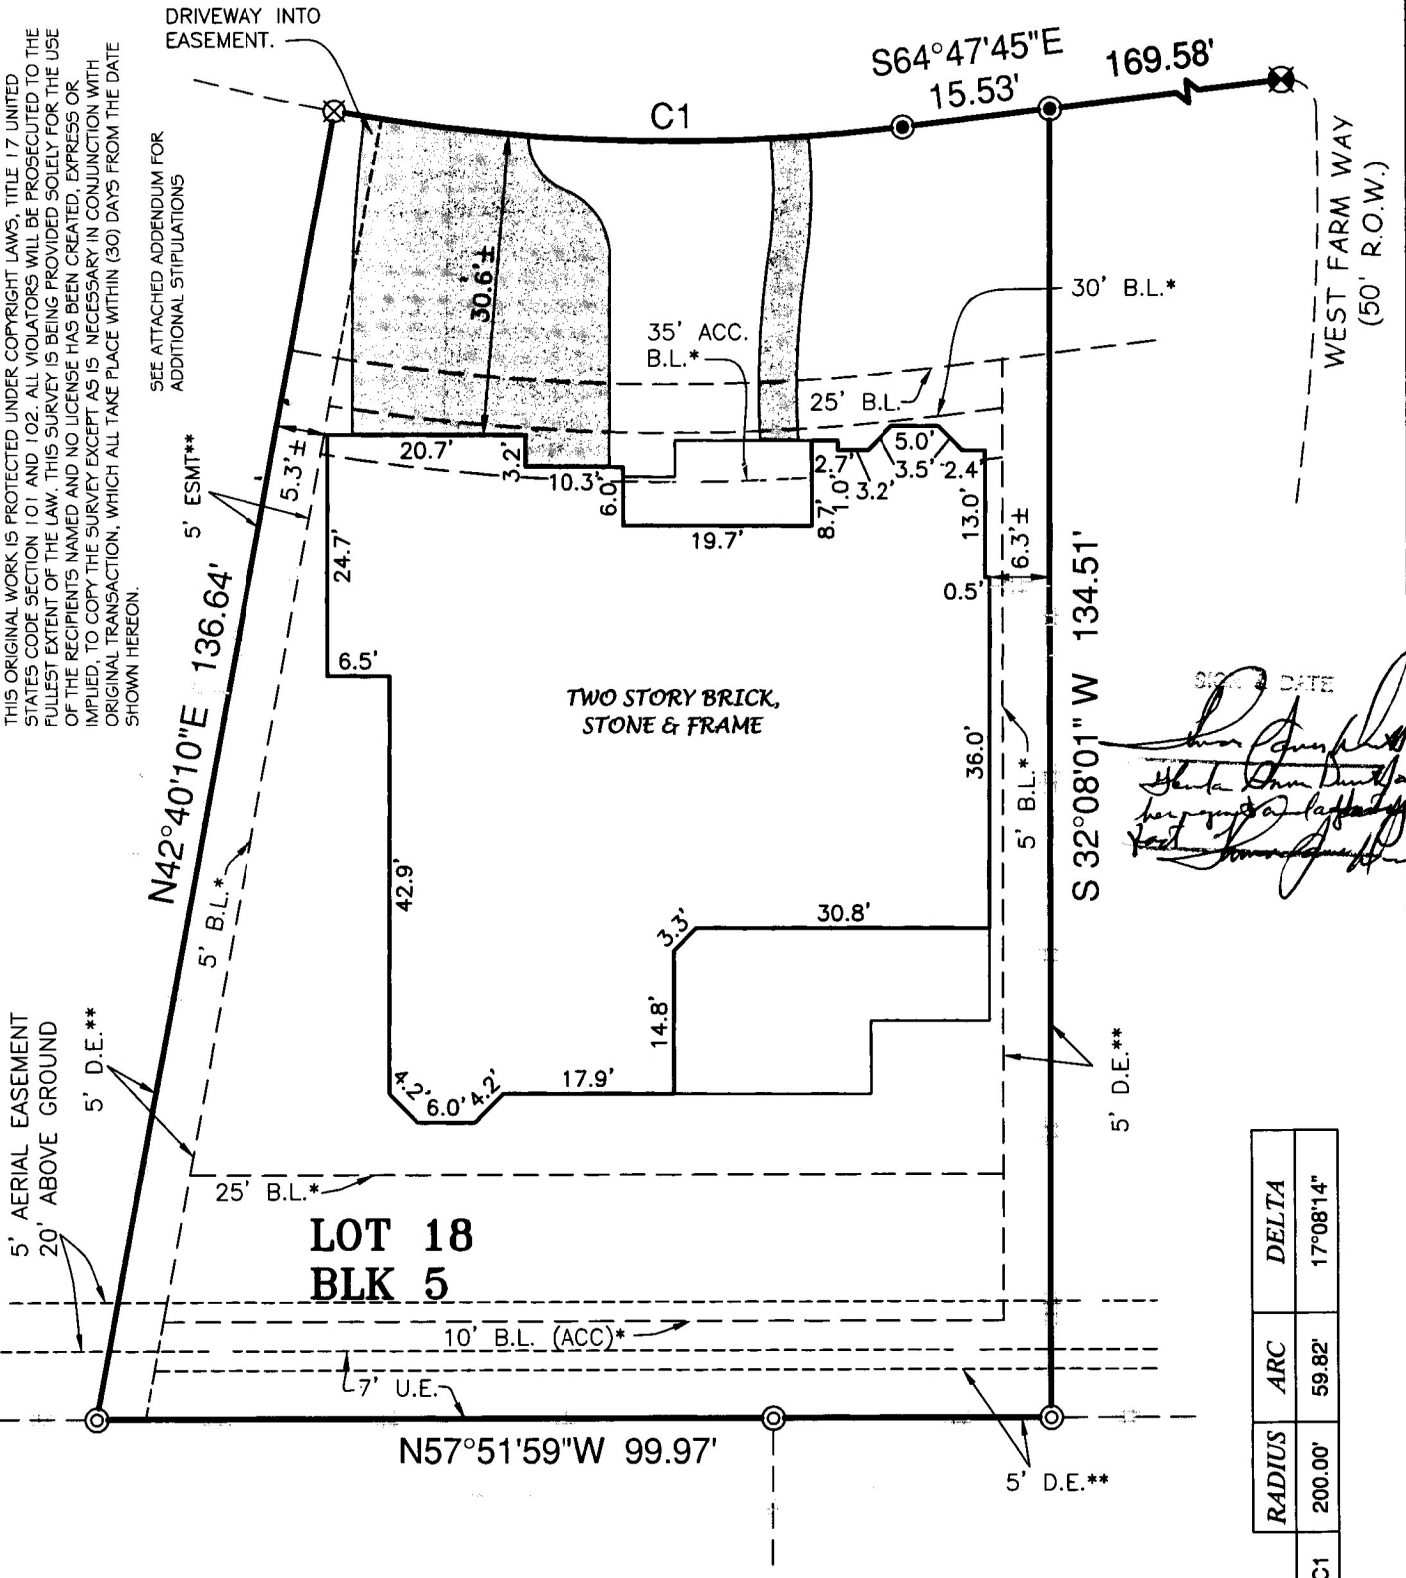 DRIVEWAY INTO
EASEMENT.
THIS ORIGINAL WORK IS PROTECTED UNDER COPYRIGHT LAWS, TITLE 17 UNITED
STATES CODE SECTION 101 AND 102. ALL VIOLATORS WILL BE PROSECUTED TO THE
FULLEST EXTENT OF THE LAW. THIS SURVEY IS BEING PROVIDED SOLELY FOR THE USE
OF THE RECIPIENTS NAMED AND NO LICENSE HAS BEEN CREATED, EXPRESS OR
IMPLIED, TO COPY THE SURVEY EXCEPT AS IS NECESSARY IN CONJUNCTION WITH
ORIGINAL TRANSACTION, WHICH ALL TAKE PLACE WITHIN (30) DAYS FROM THE DATE
SHOWN HEREON.
SEE ATTACHED ADDENDUM FOR
ADDITIONAL STIPULATIONS
C1
S64°47'45"E
15.53'
169.58'
WEST FARM WAY
(50' R.O.W.)
30.6'±
30' B.L.*
35' ACC.
B.L.*
25' B.L.
5' ESMT**
5.3'±
20.7'
3.2'
10.3'
6.0'
19.7'
8.7'
2.7'
1.0'
3.2'
5.0'
3.5'
2.4'
13.0'
6.3'±
0.5'
24.7'
6.5'
N42°40'10"E 136.64'
S 32°08'01" W 134.51'
TWO STORY BRICK,
STONE & FRAME
SIGN & DATE
36.0'
5' B.L.*
42.9'
5' B.L.*
30.8'
3.3'
14.8'
4.2'
6.0'
4.2'
17.9'
5' D.E.**
5' D.E.**
5' AERIAL EASEMENT
20' ABOVE GROUND
25' B.L.*
LOT 18
BLK 5
10' B.L. (ACC)*
7' U.E.
N57°51'59"W 99.97'
5' D.E.**
RADIUS ARC DELTA
C1 200.00' 59.82' 17°08'14"